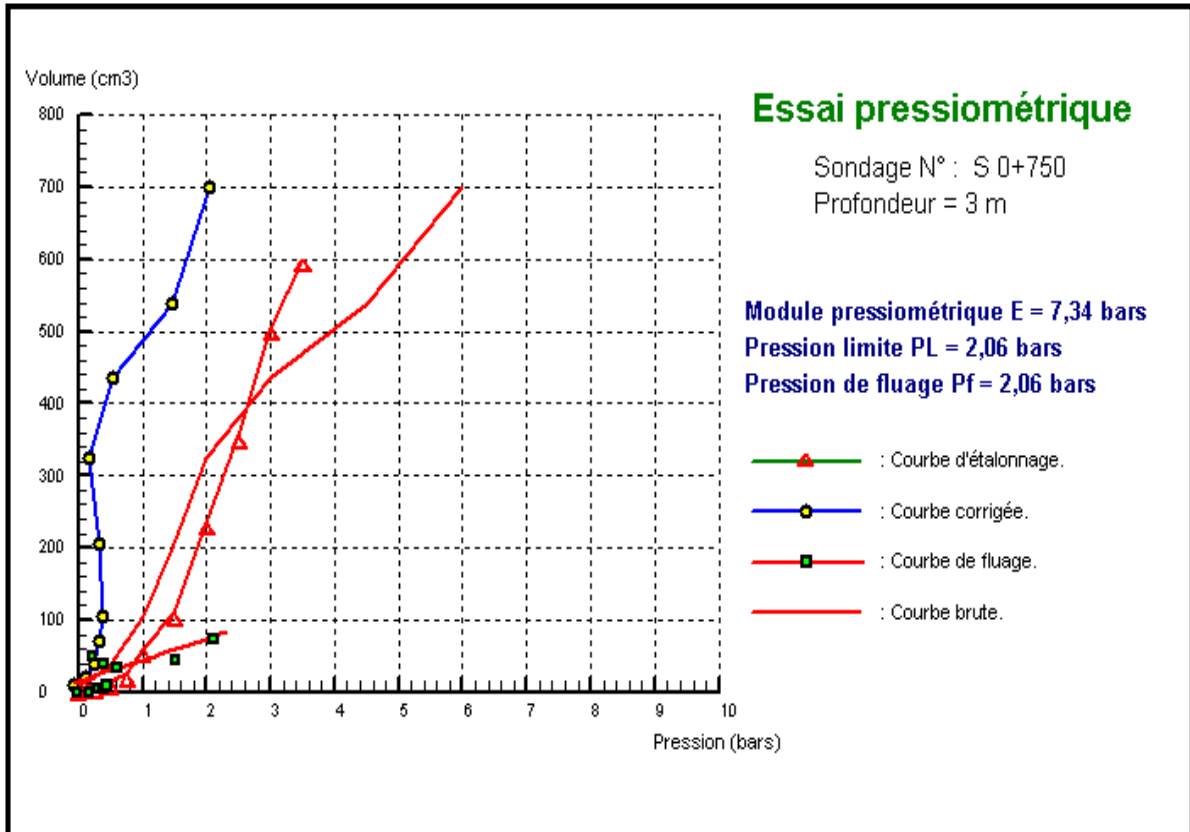 Volume (cm3)
800
700
600
500
400
300
200
100
0
0 1 2 3 4 5 6 7 8 9 10
Pression (bars)
Essai pressiométrique
Sondage N° : S 0+750
Profondeur = 3 m
Module pressiométrique E = 7,34 bars
Pression limite PL = 2,06 bars
Pression de fluage Pf = 2,06 bars
: Courbe d'étalonnage.
: Courbe corrigée.
: Courbe de fluage.
: Courbe brute.